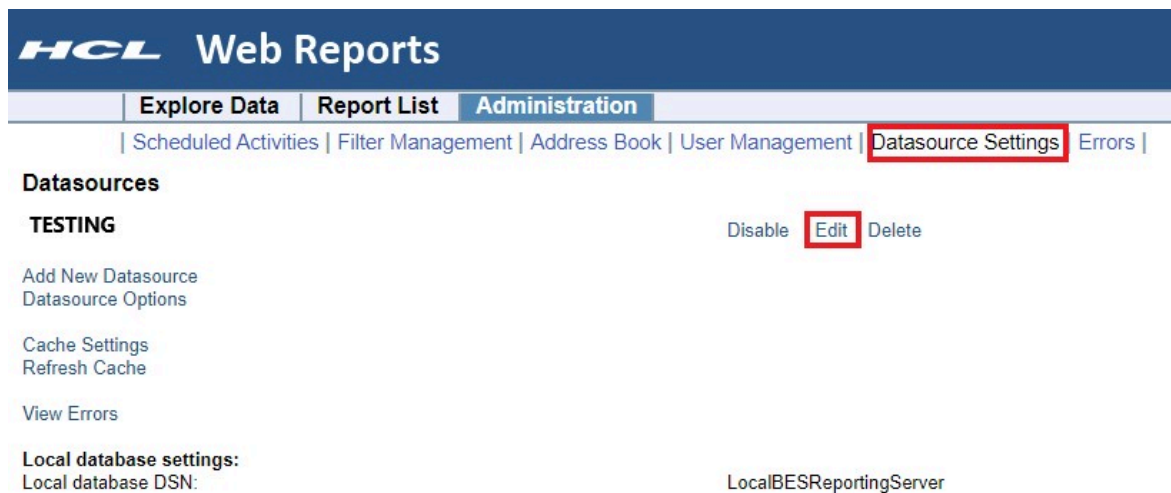 HCL Web Reports
Explore Data | Report List | Administration
| Scheduled Activities | Filter Management | Address Book | User Management | Datasource Settings | Errors |
Datasources
TESTING Disable Edit Delete
Add New Datasource
Datasource Options
Cache Settings
Refresh Cache
View Errors
Local database settings:
Local database DSN: LocalBESReportingServer